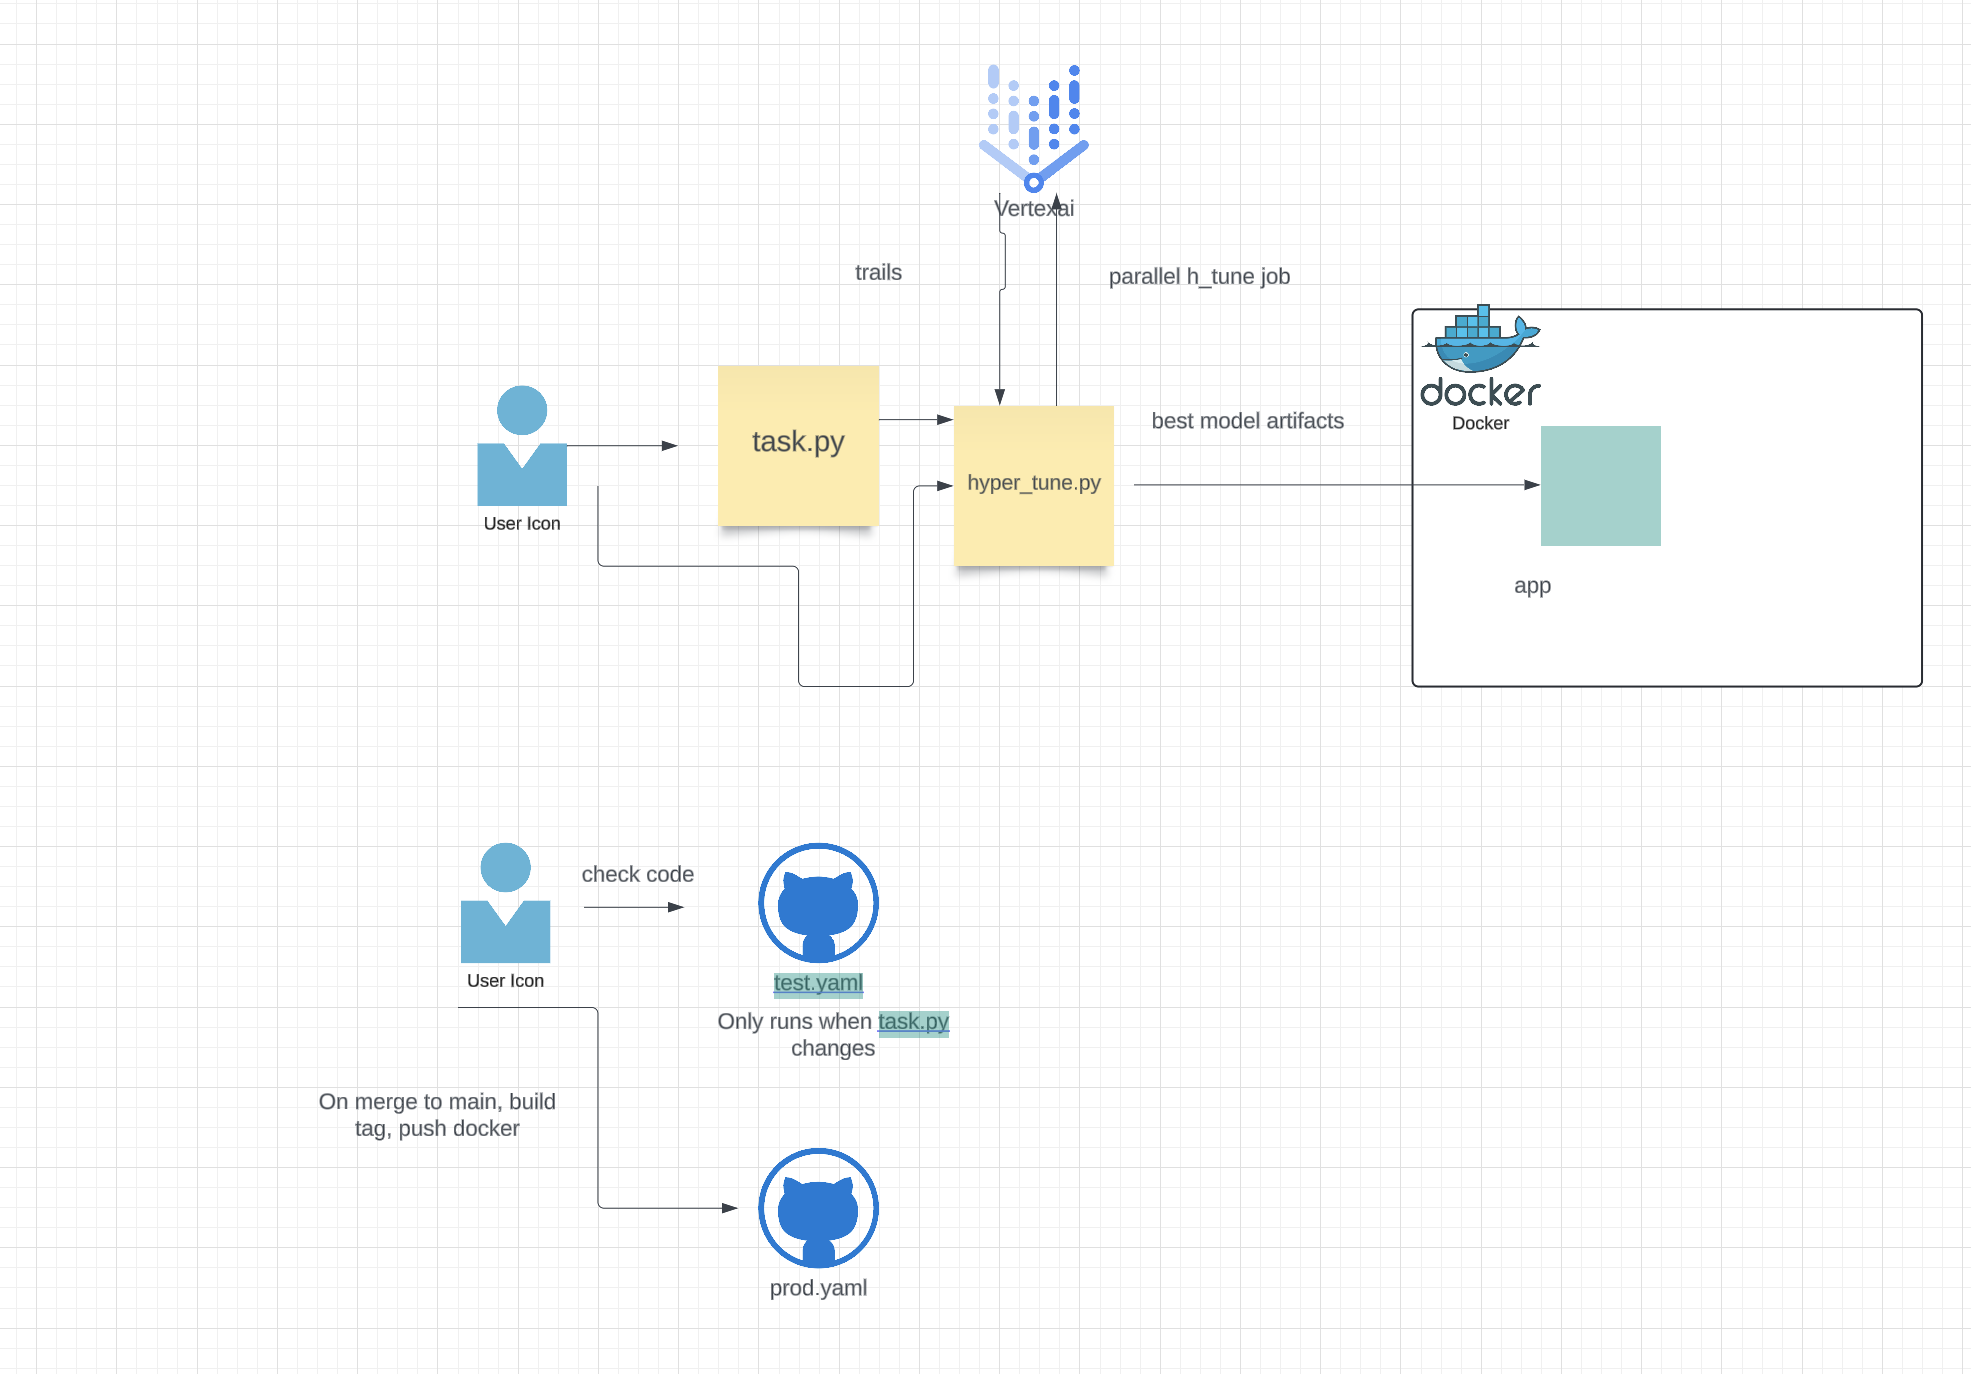 Vertexai
trails
parallel h_tune job
task.py
hyper_tune.py
best model artifacts
docker
Docker
User Icon
app
check code
User Icon
test.yaml
Only runs when task.py
changes
On merge to main, build
tag, push docker
prod.yaml